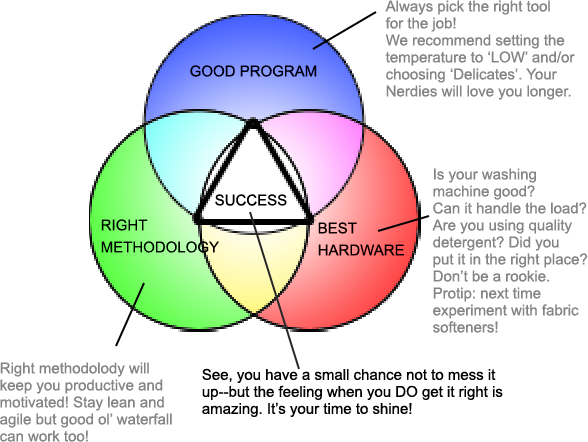 Always pick the right tool
for the job!
We recommend setting the
temperature to ‘LOW’ and/or
choosing ‘Delicates’. Your
Nerdies will love you longer.
GOOD PROGRAM
Is your washing
machine good?
Can it handle the load?
Are you using quality
detergent? Did you
put it in the right place?
Don’t be a rookie.
Protip: next time
experiment with fabric
softeners!
SUCCESS
RIGHT
METHODOLOGY
BEST
HARDWARE
Right methodolody will
keep you productive and
motivated! Stay lean and
agile but good ol’ waterfall
can work too!
See, you have a small chance not to mess it
up--but the feeling when you DO get it right is
amazing. It’s your time to shine!